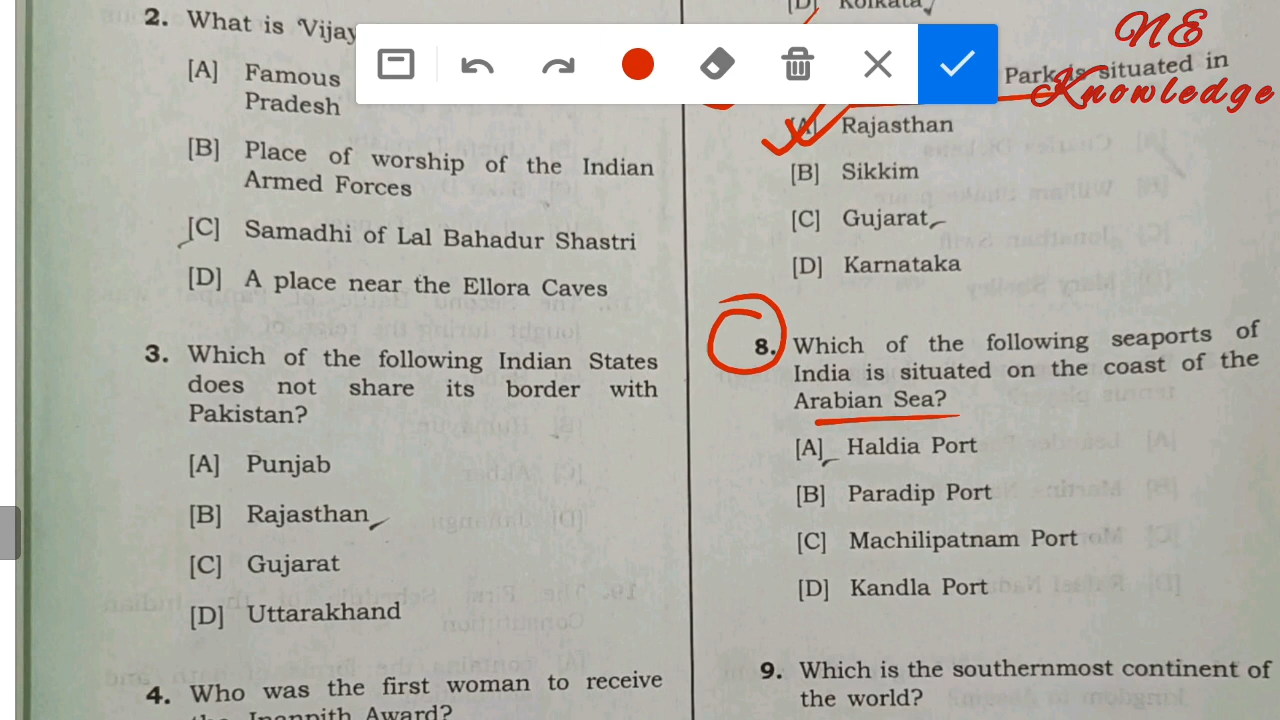 2. What is 'Vijay
[A] Famous
Pradesh
[B] Place of worship of the Indian
Armed Forces
[C] Samadhi of Lal Bahadur Shastri
[D] A place near the Ellora Caves
3. Which of the following Indian States
does not share its border with
Pakistan?
[A] Punjab
[B] Rajasthan
[C] Gujarat
[D] Uttarakhand
4. Who was the first woman to receive
the Jnanpith Award?
[D] Kolkata
NE
Knowledge
Park is situated in
[A] Rajasthan
[B] Sikkim
[C] Gujarat
[D] Karnataka
8. Which of the following seaports of
India is situated on the coast of the
Arabian Sea?
[A] Haldia Port
[B] Paradip Port
[C] Machilipatnam Port
[D] Kandla Port
9. Which is the southernmost continent of
the world?